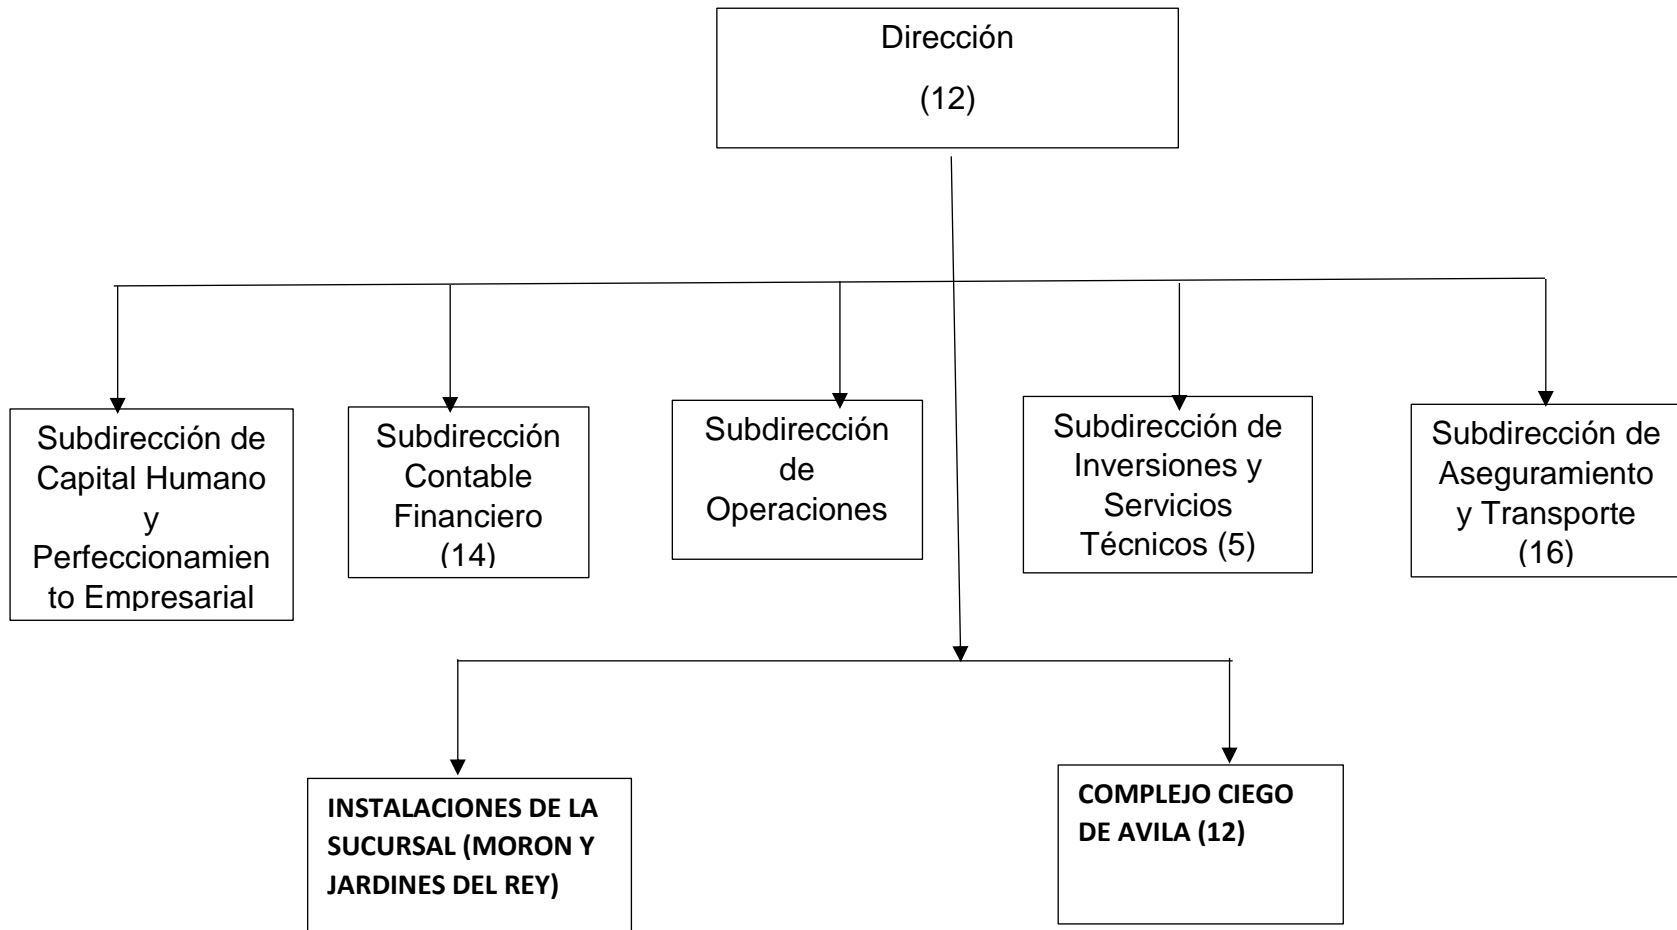 Dirección
(12)
Subdirección de
Capital Humano
y
Perfeccionamien
to Empresarial
Subdirección
Contable
Financiero
(14)
Subdirección
de
Operaciones
Subdirección de
Inversiones y
Servicios
Técnicos (5)
Subdirección de
Aseguramiento
y Transporte
(16)
INSTALACIONES DE LA
SUCURSAL (MORON Y
JARDINES DEL REY)
COMPLEJO CIEGO
DE AVILA (12)